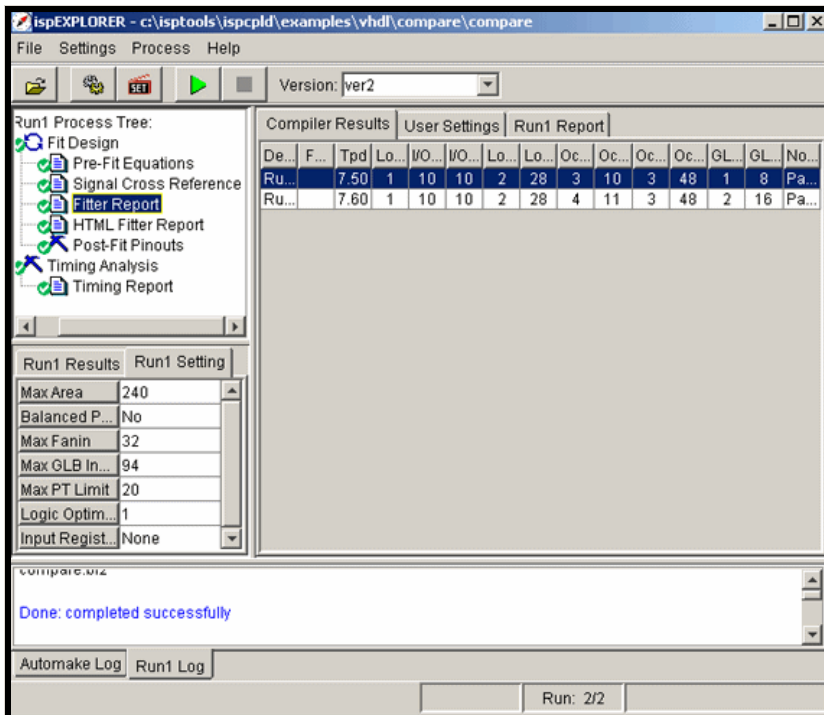 ispEXPLORER - c:\isptools\ispcpld\examples\vhdl\compare\compare
File Settings Process Help
SET Version: ver2
Run1 Process Tree:
Fit Design
Pre-Fit Equations
Signal Cross Reference
Fitter Report
HTML Fitter Report
Post-Fit Pinouts
Timing Analysis
Timing Report
Compiler Results User Settings Run1 Report
De... F... Tpd Lo... I/O... I/O... Lo... Lo... Oc... Oc... Oc... Oc... GL... GL... No...
Ru... 7.50 1 10 10 2 28 3 10 3 48 1 8 Pa...
Ru... 7.60 1 10 10 2 28 4 11 3 48 2 16 Pa...
Run1 Results Run1 Setting
Max Area 240
Balanced P... No
Max Fanin 32
Max GLB In... 94
Max PT Limit 20
Logic Optim... 1
Input Regist... None
Done: completed successfully
Automake Log Run1 Log
Run: 2/2